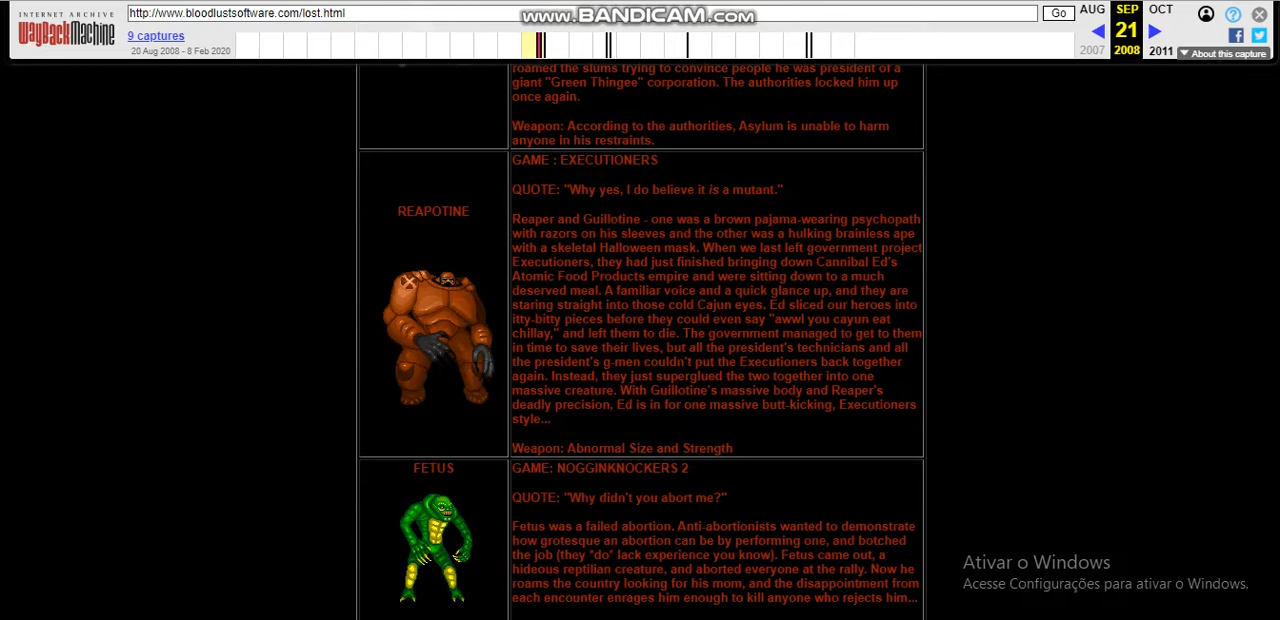 INTERNET ARCHIVE
WayBackMachine
http://www.bloodlustsoftware.com/lost.html
www.BANDICAM.com
Go
AUG
SEP
OCT
9 captures
20 Aug 2008 - 8 Feb 2020
21
2007
2008
2011
About this capture
roamed the slums trying to convince people he was president of a
giant "Green Thingee" corporation. The authorities locked him up
once again.
Weapon: According to the authorities, Asylum is unable to harm
anyone in his restraints.
REAPOTINE
GAME : EXECUTIONERS
QUOTE: "Why yes, I do believe it is a mutant."
Reaper and Guillotine - one was a brown pajama-wearing psychopath
with razors on his sleeves and the other was a hulking brainless ape
with a skeletal Halloween mask. When we last left government project
Executioners, they had just finished bringing down Cannibal Ed's
Atomic Food Products empire and were sitting down to a much
deserved meal. A familiar voice and a quick glance up, and they are
staring straight into those cold Cajun eyes. Ed sliced our heroes into
itty-bitty pieces before they could even say "awwl you cayun eat
chillay," and left them to die. The government managed to get to them
in time to save their lives, but all the president's technicians and all
the president's g-men couldn't put the Executioners back together
again. Instead, they just superglued the two together into one
massive creature. With Guillotine's massive body and Reaper's
deadly precision, Ed is in for one massive butt-kicking, Executioners
style...
Weapon: Abnormal Size and Strength
FETUS
GAME: NOGGINKNOCKERS 2
QUOTE: "Why didn't you abort me?"
Fetus was a failed abortion. Anti-abortionists wanted to demonstrate
how grotesque an abortion can be by performing one, and botched
the job (they *do* lack experience you know). Fetus came out, a
hideous reptilian creature, and aborted everyone at the rally. Now he
roams the country looking for his mom, and the disappointment from
each encounter enrages him enough to kill anyone who rejects him...
Ativar o Windows
Acesse Configurações para ativar o Windows.